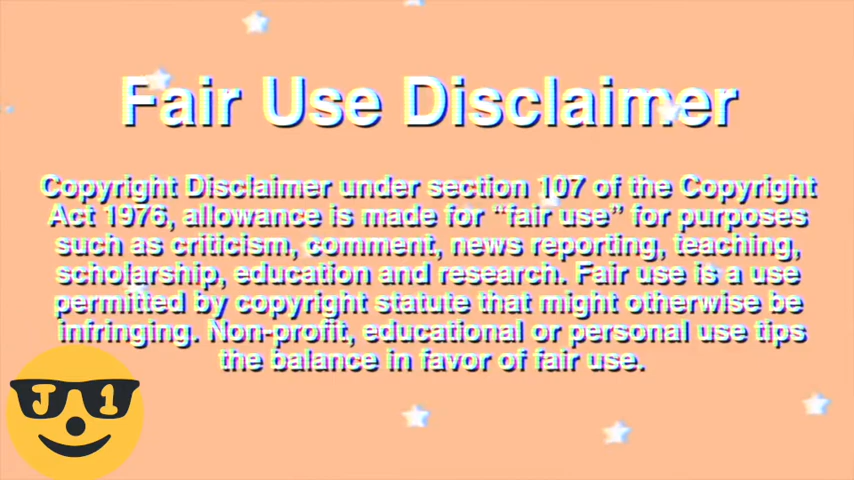 Fair Use Disclaimer
Copyright Disclaimer under section 107 of the Copyright
Act 1976, allowance is made for “fair use” for purposes
such as criticism, comment, news reporting, teaching,
scholarship, education and research. Fair use is a use
permitted by copyright statute that might otherwise be
infringing. Non-profit, educational or personal use tips
the balance in favor of fair use.
J 1